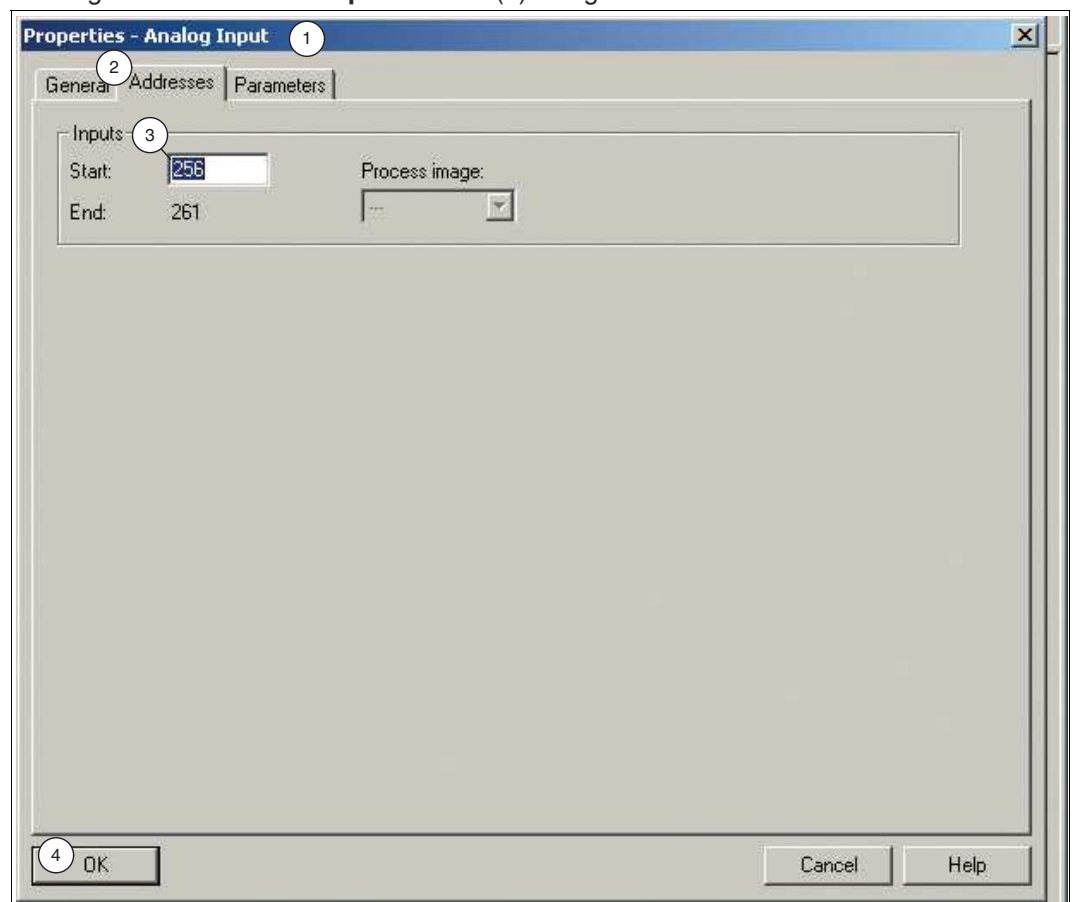 Properties - Analog Input 1
2
General Addresses Parameters
Inputs 3
Start: 256 Process image:
End: 261 ---
4 OK Cancel Help